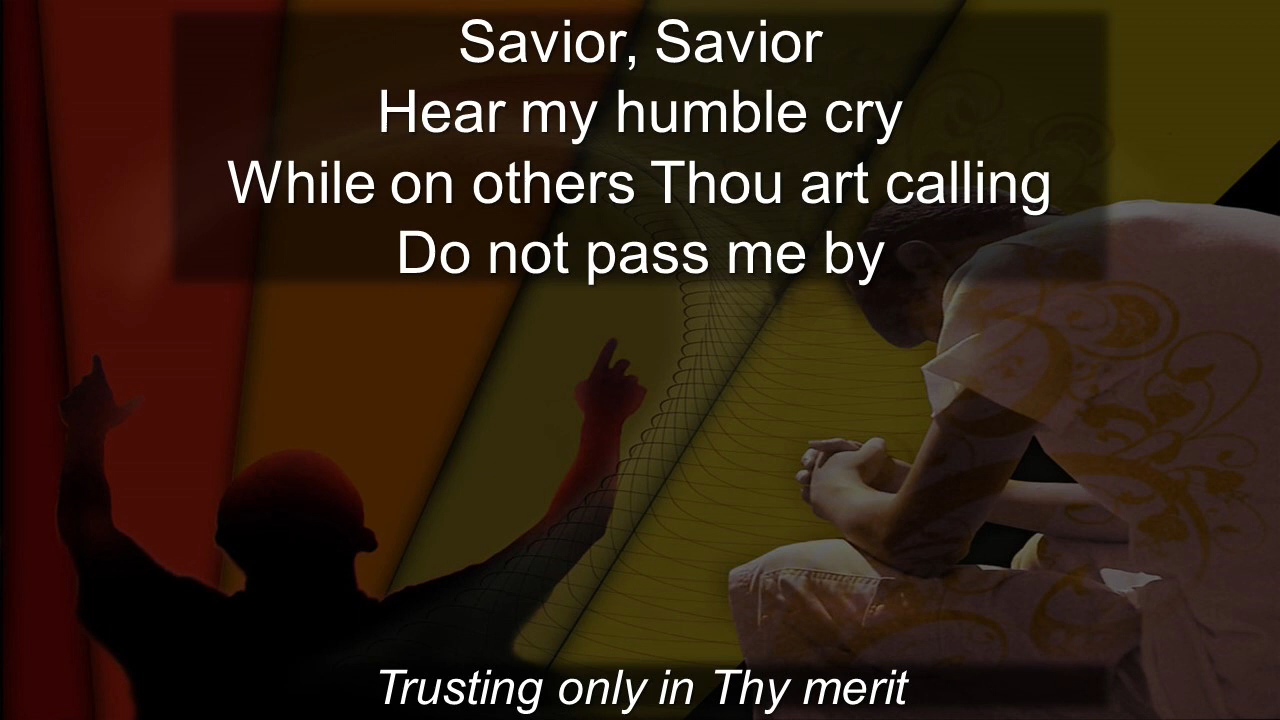 Savior, Savior
Hear my humble cry
While on others Thou art calling
Do not pass me by
Trusting only in Thy merit